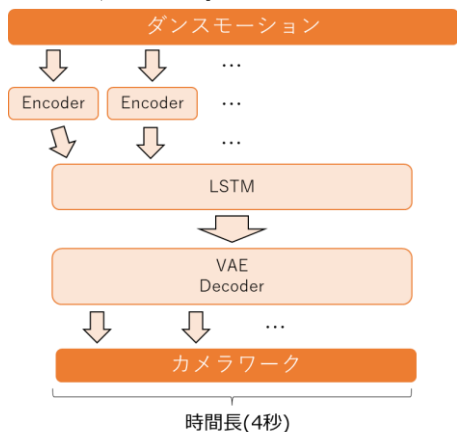 ダンスモーション
…
Encoder Encoder …
…
LSTM
VAE
Decoder
…
カメラワーク
時間長(4秒)